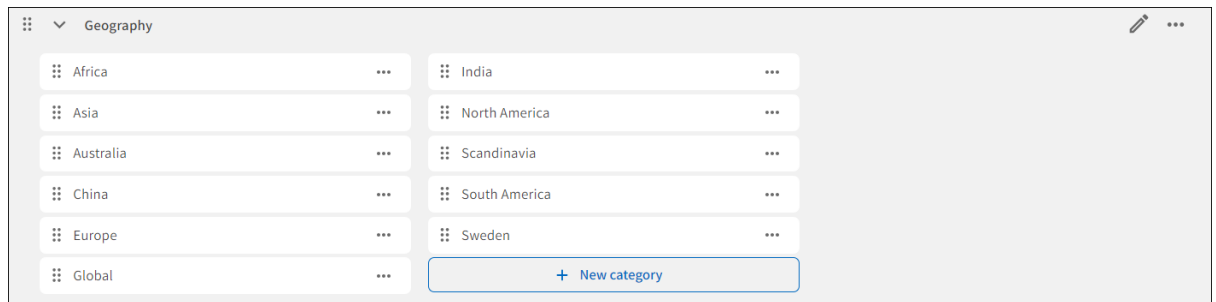 Geography
Africa
Asia
Australia
China
Europe
Global
India
North America
Scandinavia
South America
Sweden
+ New category